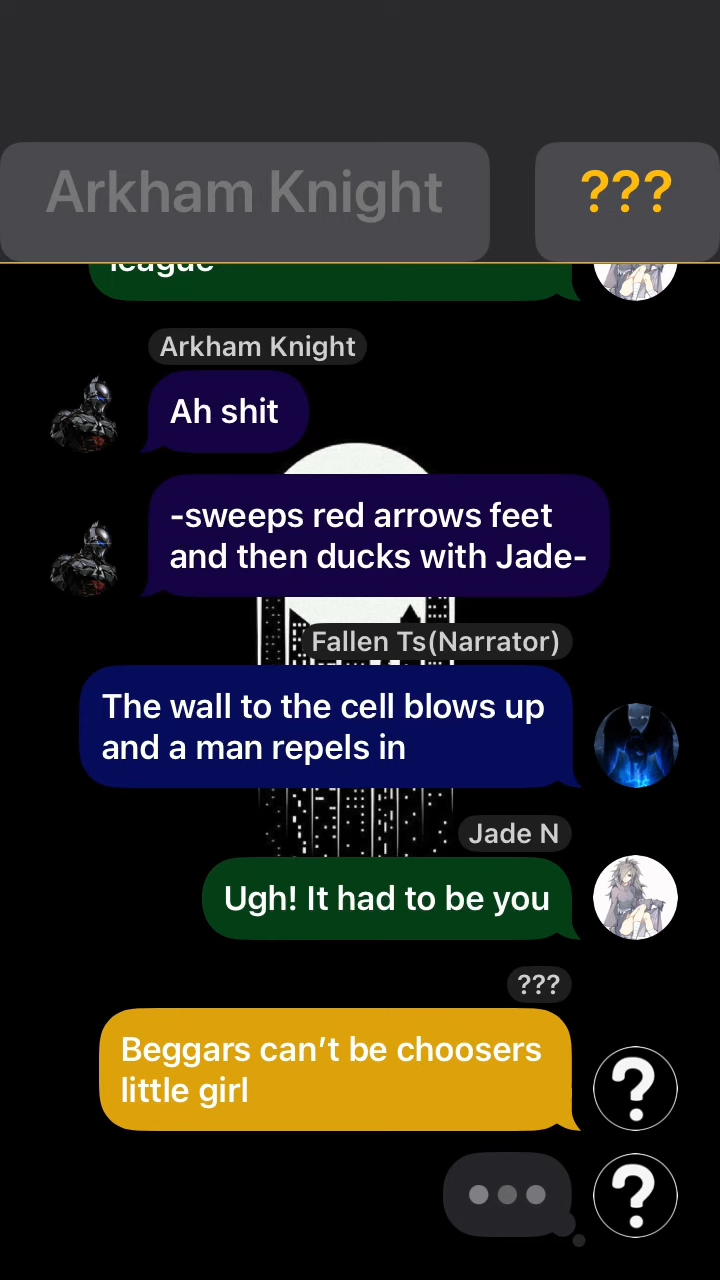 Arkham Knight
???
league
Arkham Knight
Ah shit
-sweeps red arrows feet
and then ducks with Jade-
Fallen Ts(Narrator)
The wall to the cell blows up
and a man repels in
Jade N
Ugh! It had to be you
???
Beggars can’t be choosers
little girl
?
?